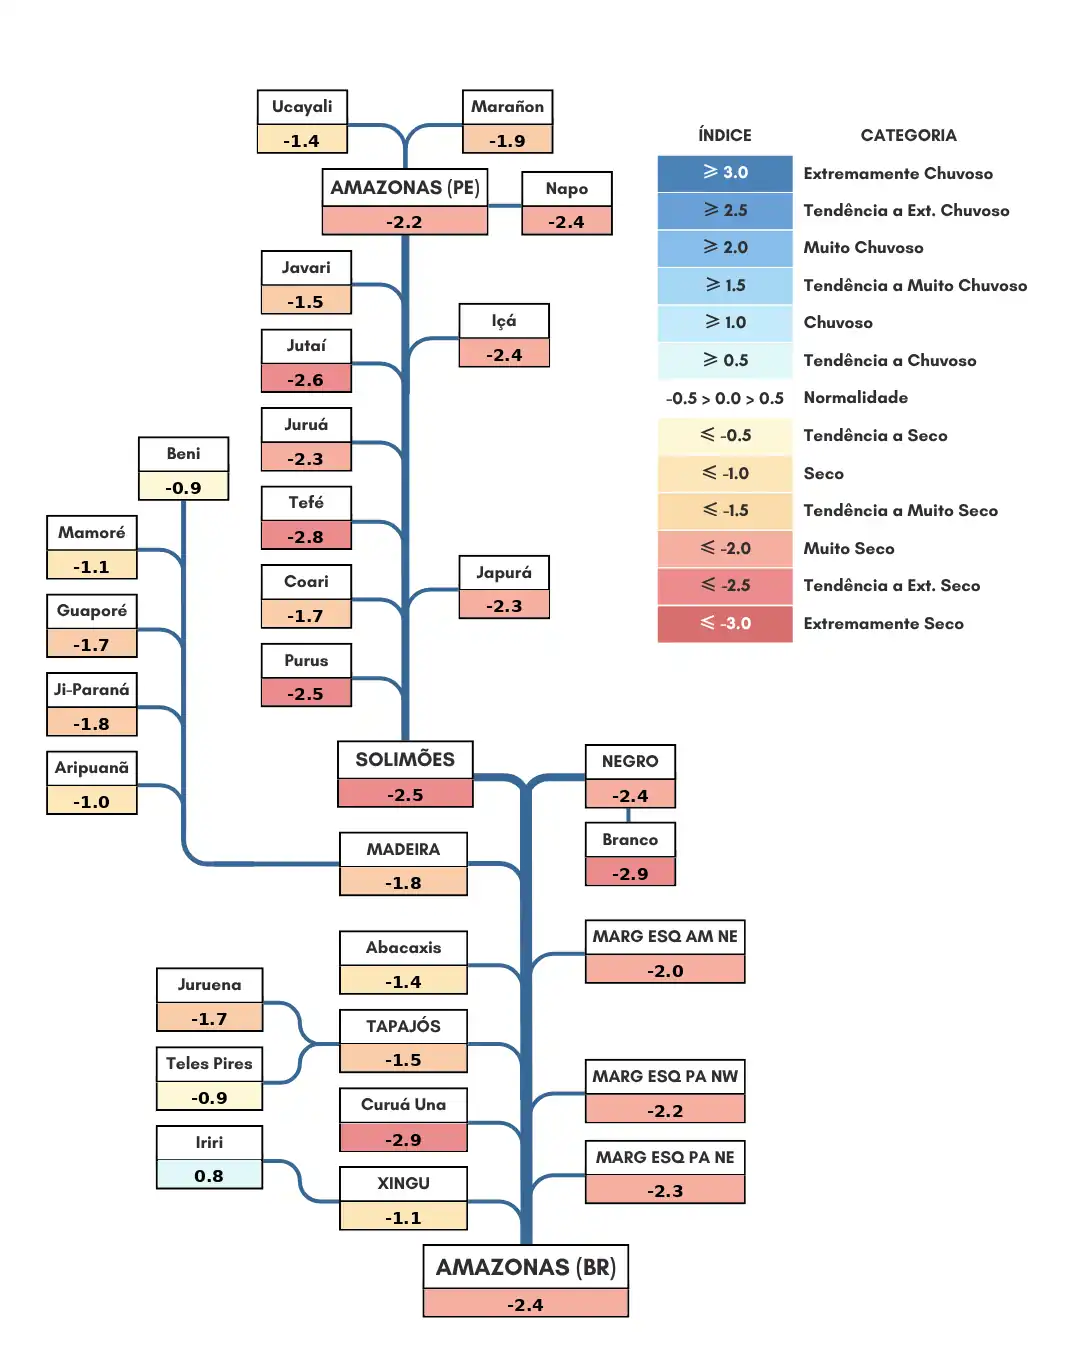 Ucayali
-1.4
Marañon
-1.9
AMAZONAS (PE)
-2.2
Napo
-2.4
Javari
-1.5
Içá
-2.4
Jutaí
-2.6
Juruá
-2.3
Beni
-0.9
Tefé
-2.8
Mamoré
-1.1
Coari
-1.7
Japurá
-2.3
Guaporé
-1.7
Purus
-2.5
Ji-Paraná
-1.8
Aripuanã
-1.0
SOLIMÕES
-2.5
NEGRO
-2.4
Branco
-2.9
MADEIRA
-1.8
MARG ESQ AM NE
-2.0
Abacaxis
-1.4
Juruena
-1.7
TAPAJÓS
-1.5
Teles Pires
-0.9
MARG ESQ PA NW
-2.2
Curuá Una
-2.9
Iriri
0.8
MARG ESQ PA NE
-2.3
XINGU
-1.1
AMAZONAS (BR)
-2.4
ÍNDICE CATEGORIA
⩾ 3.0 Extremamente Chuvoso
⩾ 2.5 Tendência a Ext. Chuvoso
⩾ 2.0 Muito Chuvoso
⩾ 1.5 Tendência a Muito Chuvoso
⩾ 1.0 Chuvoso
⩾ 0.5 Tendência a Chuvoso
-0.5 > 0.0 > 0.5 Normalidade
⩽ -0.5 Tendência a Seco
⩽ -1.0 Seco
⩽ -1.5 Tendência a Muito Seco
⩽ -2.0 Muito Seco
⩽ -2.5 Tendência a Ext. Seco
⩽ -3.0 Extremamente Seco